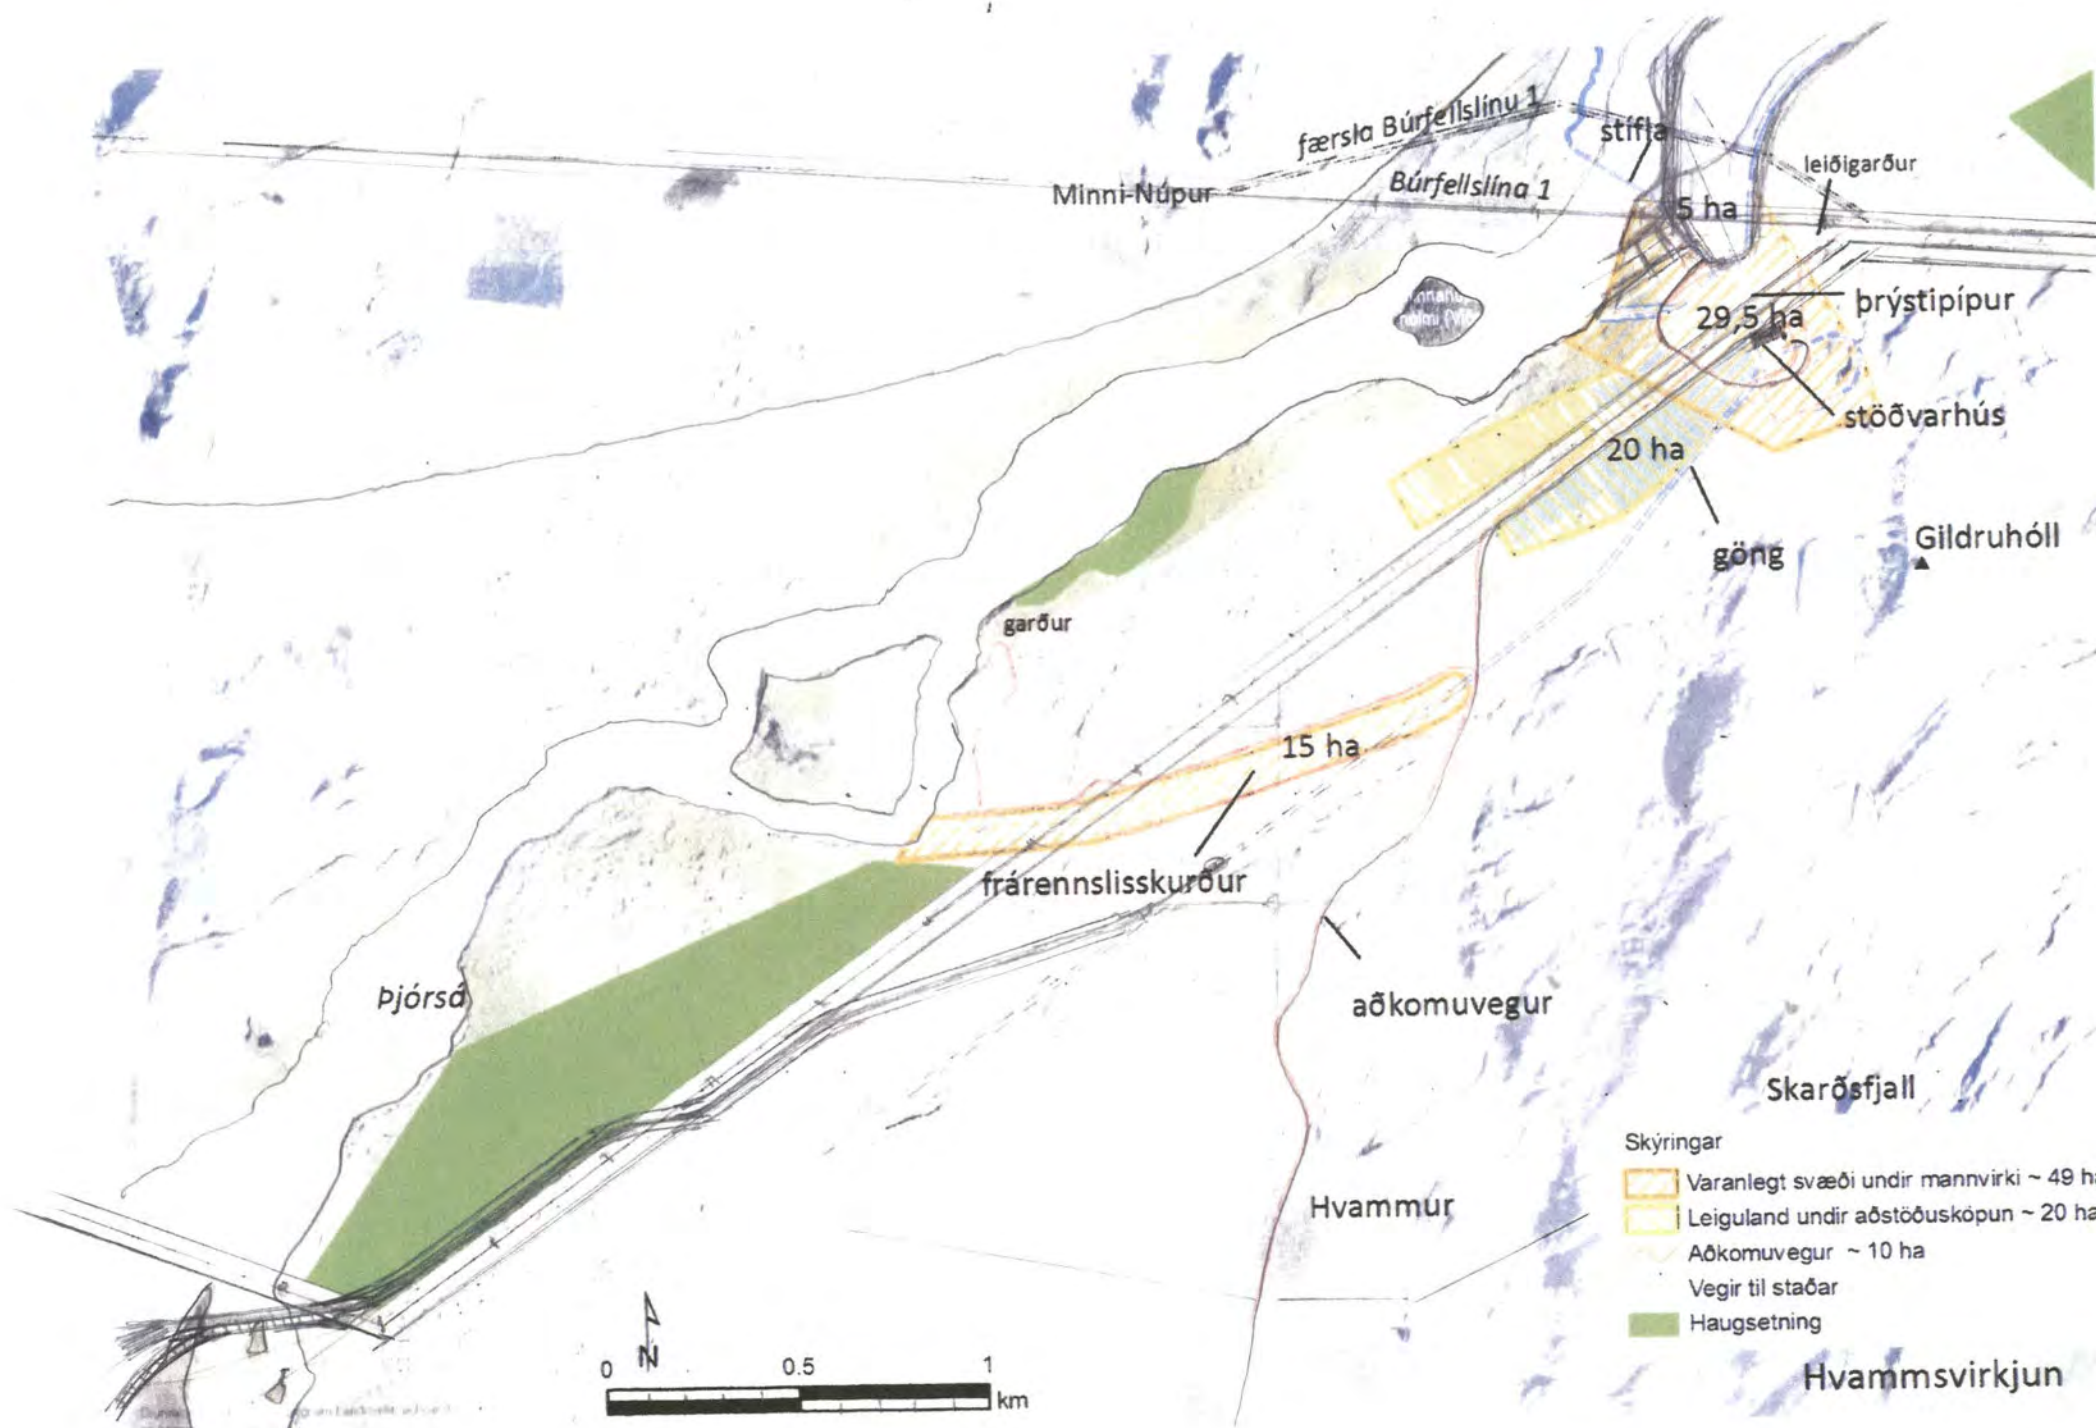 færsla Búrfellslínu 1
stífla
leiðigarður
Minni-Núpur
Búrfellslína 1
5 ha
þrýstipípur
29,5 ha
stöðvarhús
20 ha
göng
Gildruhóll
garður
15 ha
frárennslisskurður
Þjórsá
aðkomuvegur
Skarðsfjall
Hvammur
Skýringar
Varanlegt svæði undir mannvirki ~ 49 ha
Leiguland undir aðstöðusköpun ~ 20 ha
Aðkomuvegur ~ 10 ha
Vegir til staðar
Haugsetning
N
0 0.5 1
km
Hvammsvirkjun